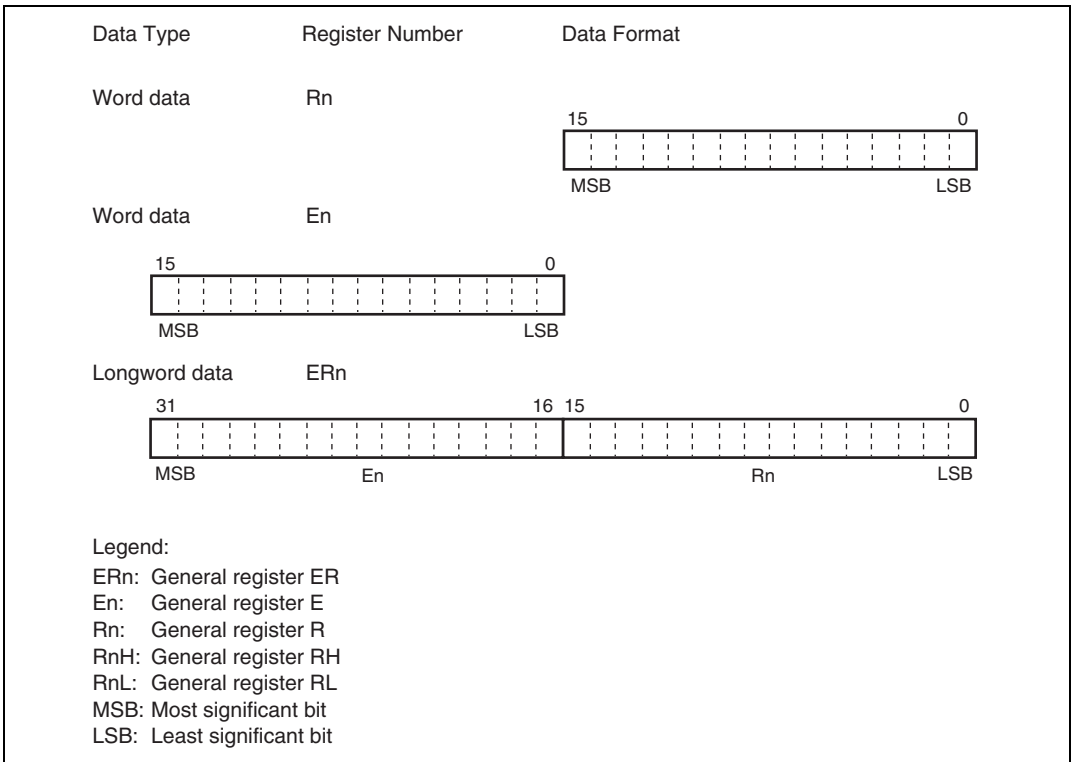 Data Type Register Number Data Format
Word data Rn
15 0
MSB LSB
Word data En
15 0
MSB LSB
Longword data ERn
31 16 15 0
MSB En Rn LSB
Legend:
ERn: General register ER
En: General register E
Rn: General register R
RnH: General register RH
RnL: General register RL
MSB: Most significant bit
LSB: Least significant bit